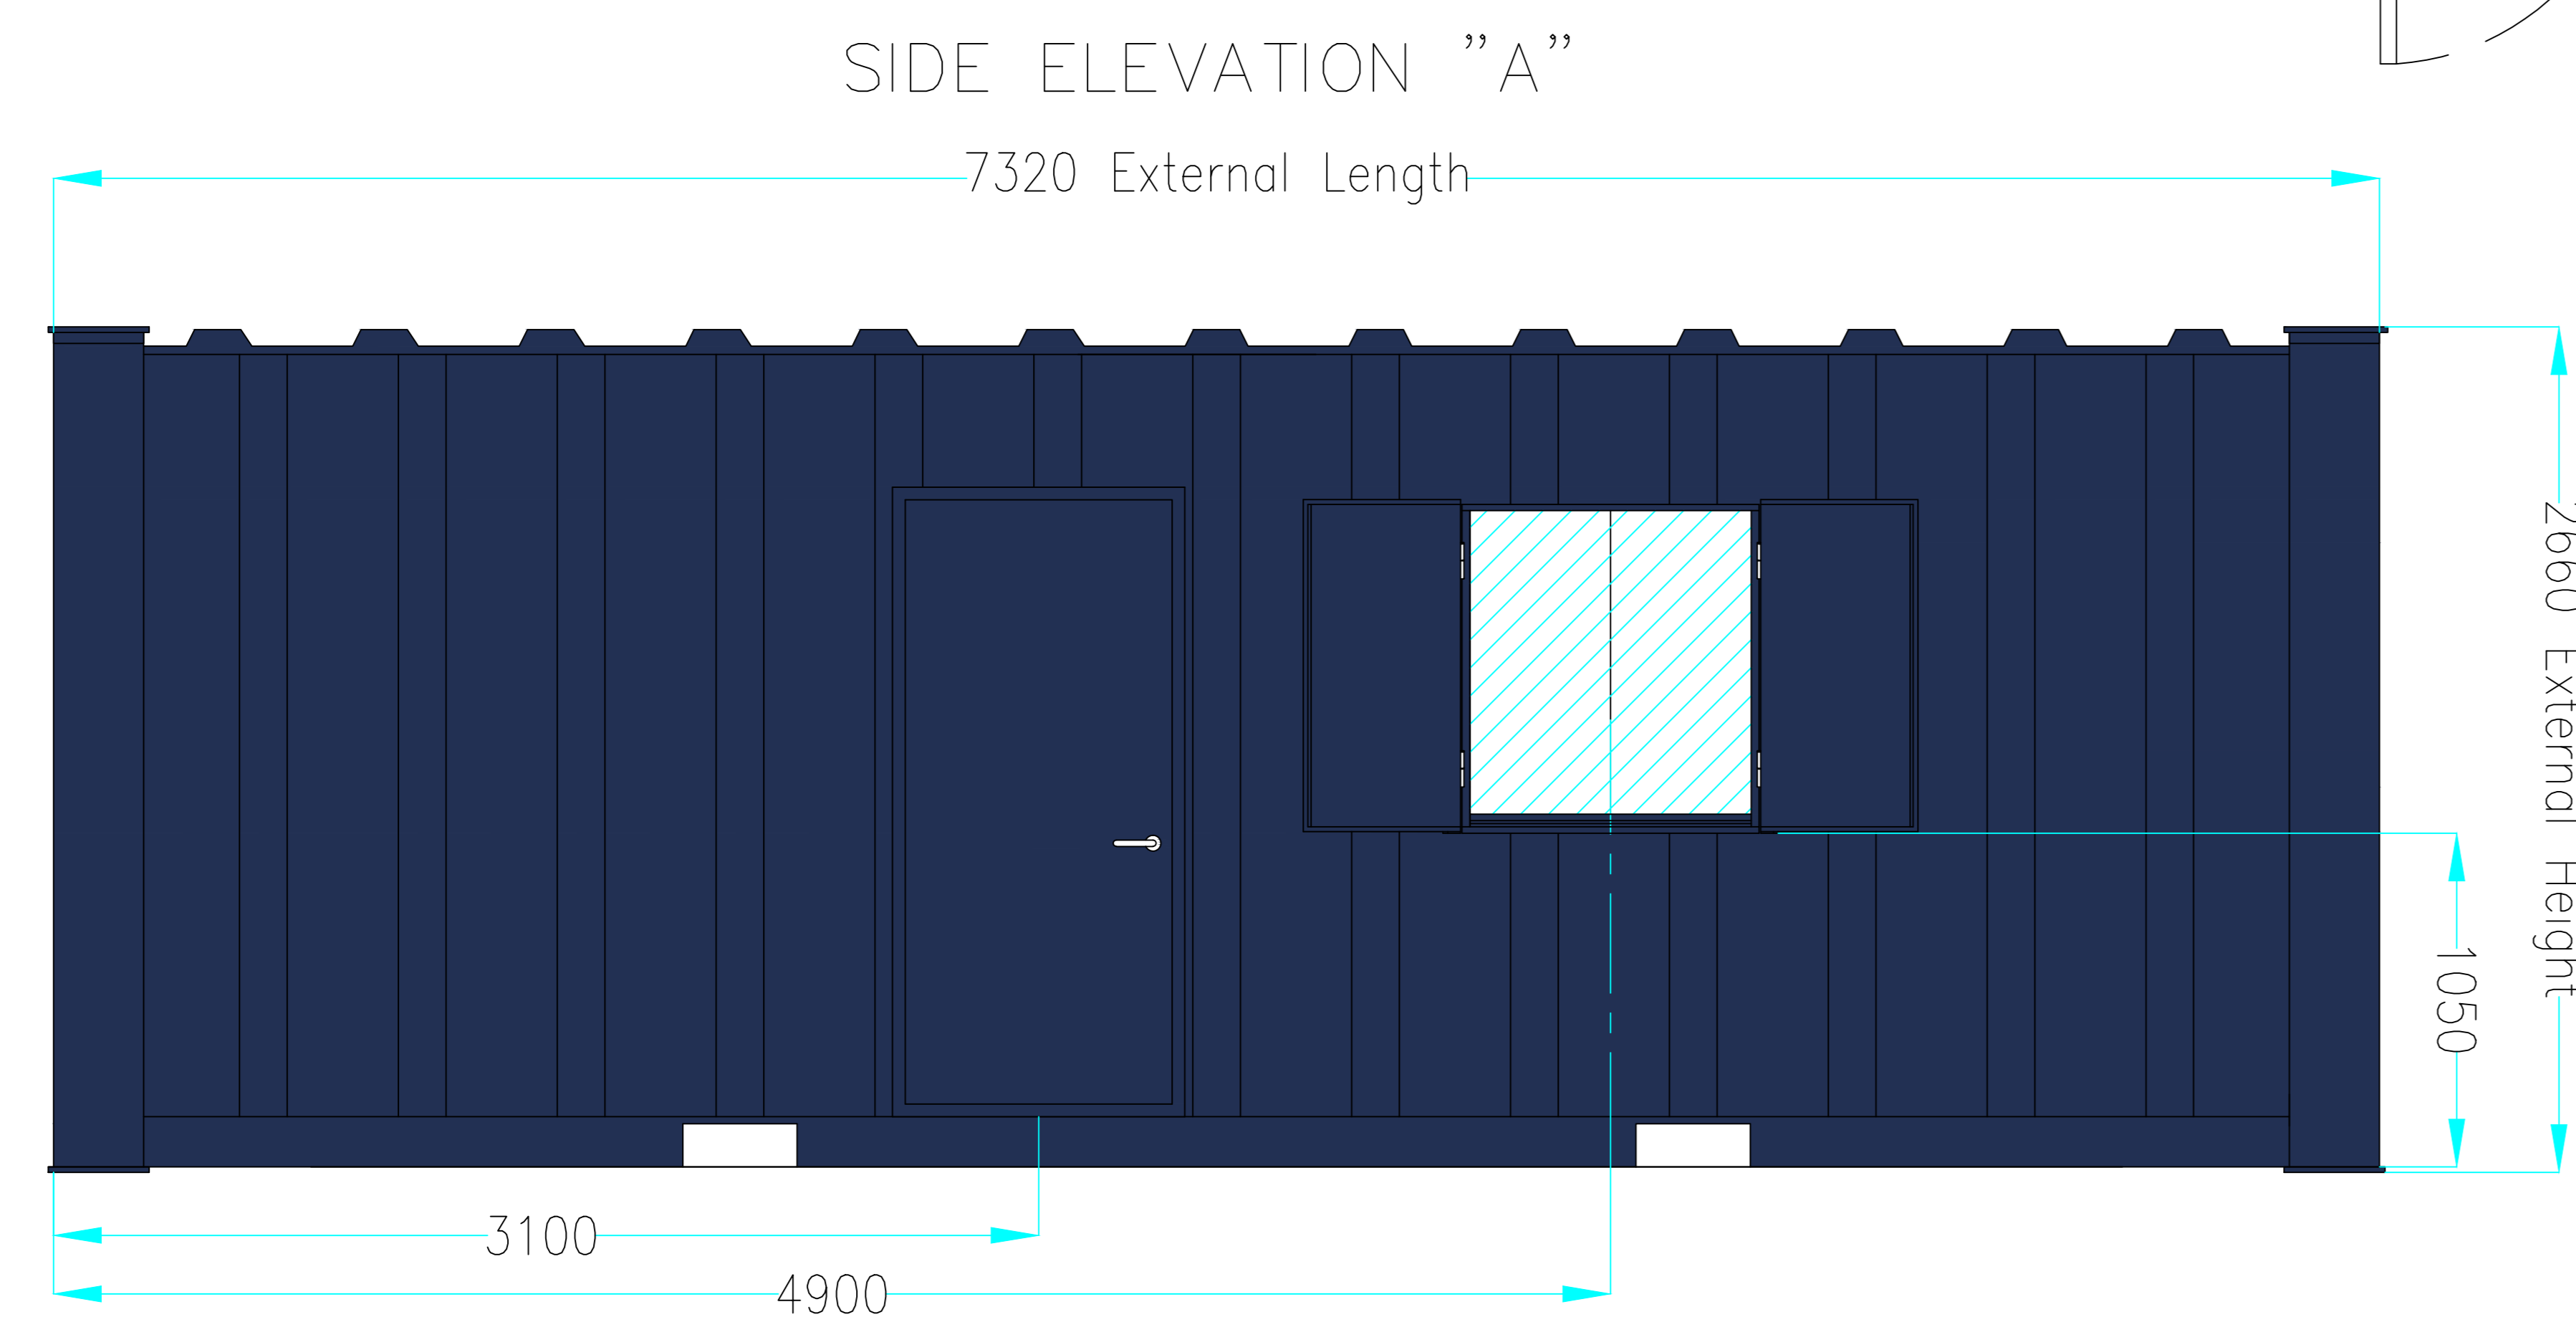 SIDE ELEVATION "A"
7320 External Length
2660 External Height
1050
3100
4900